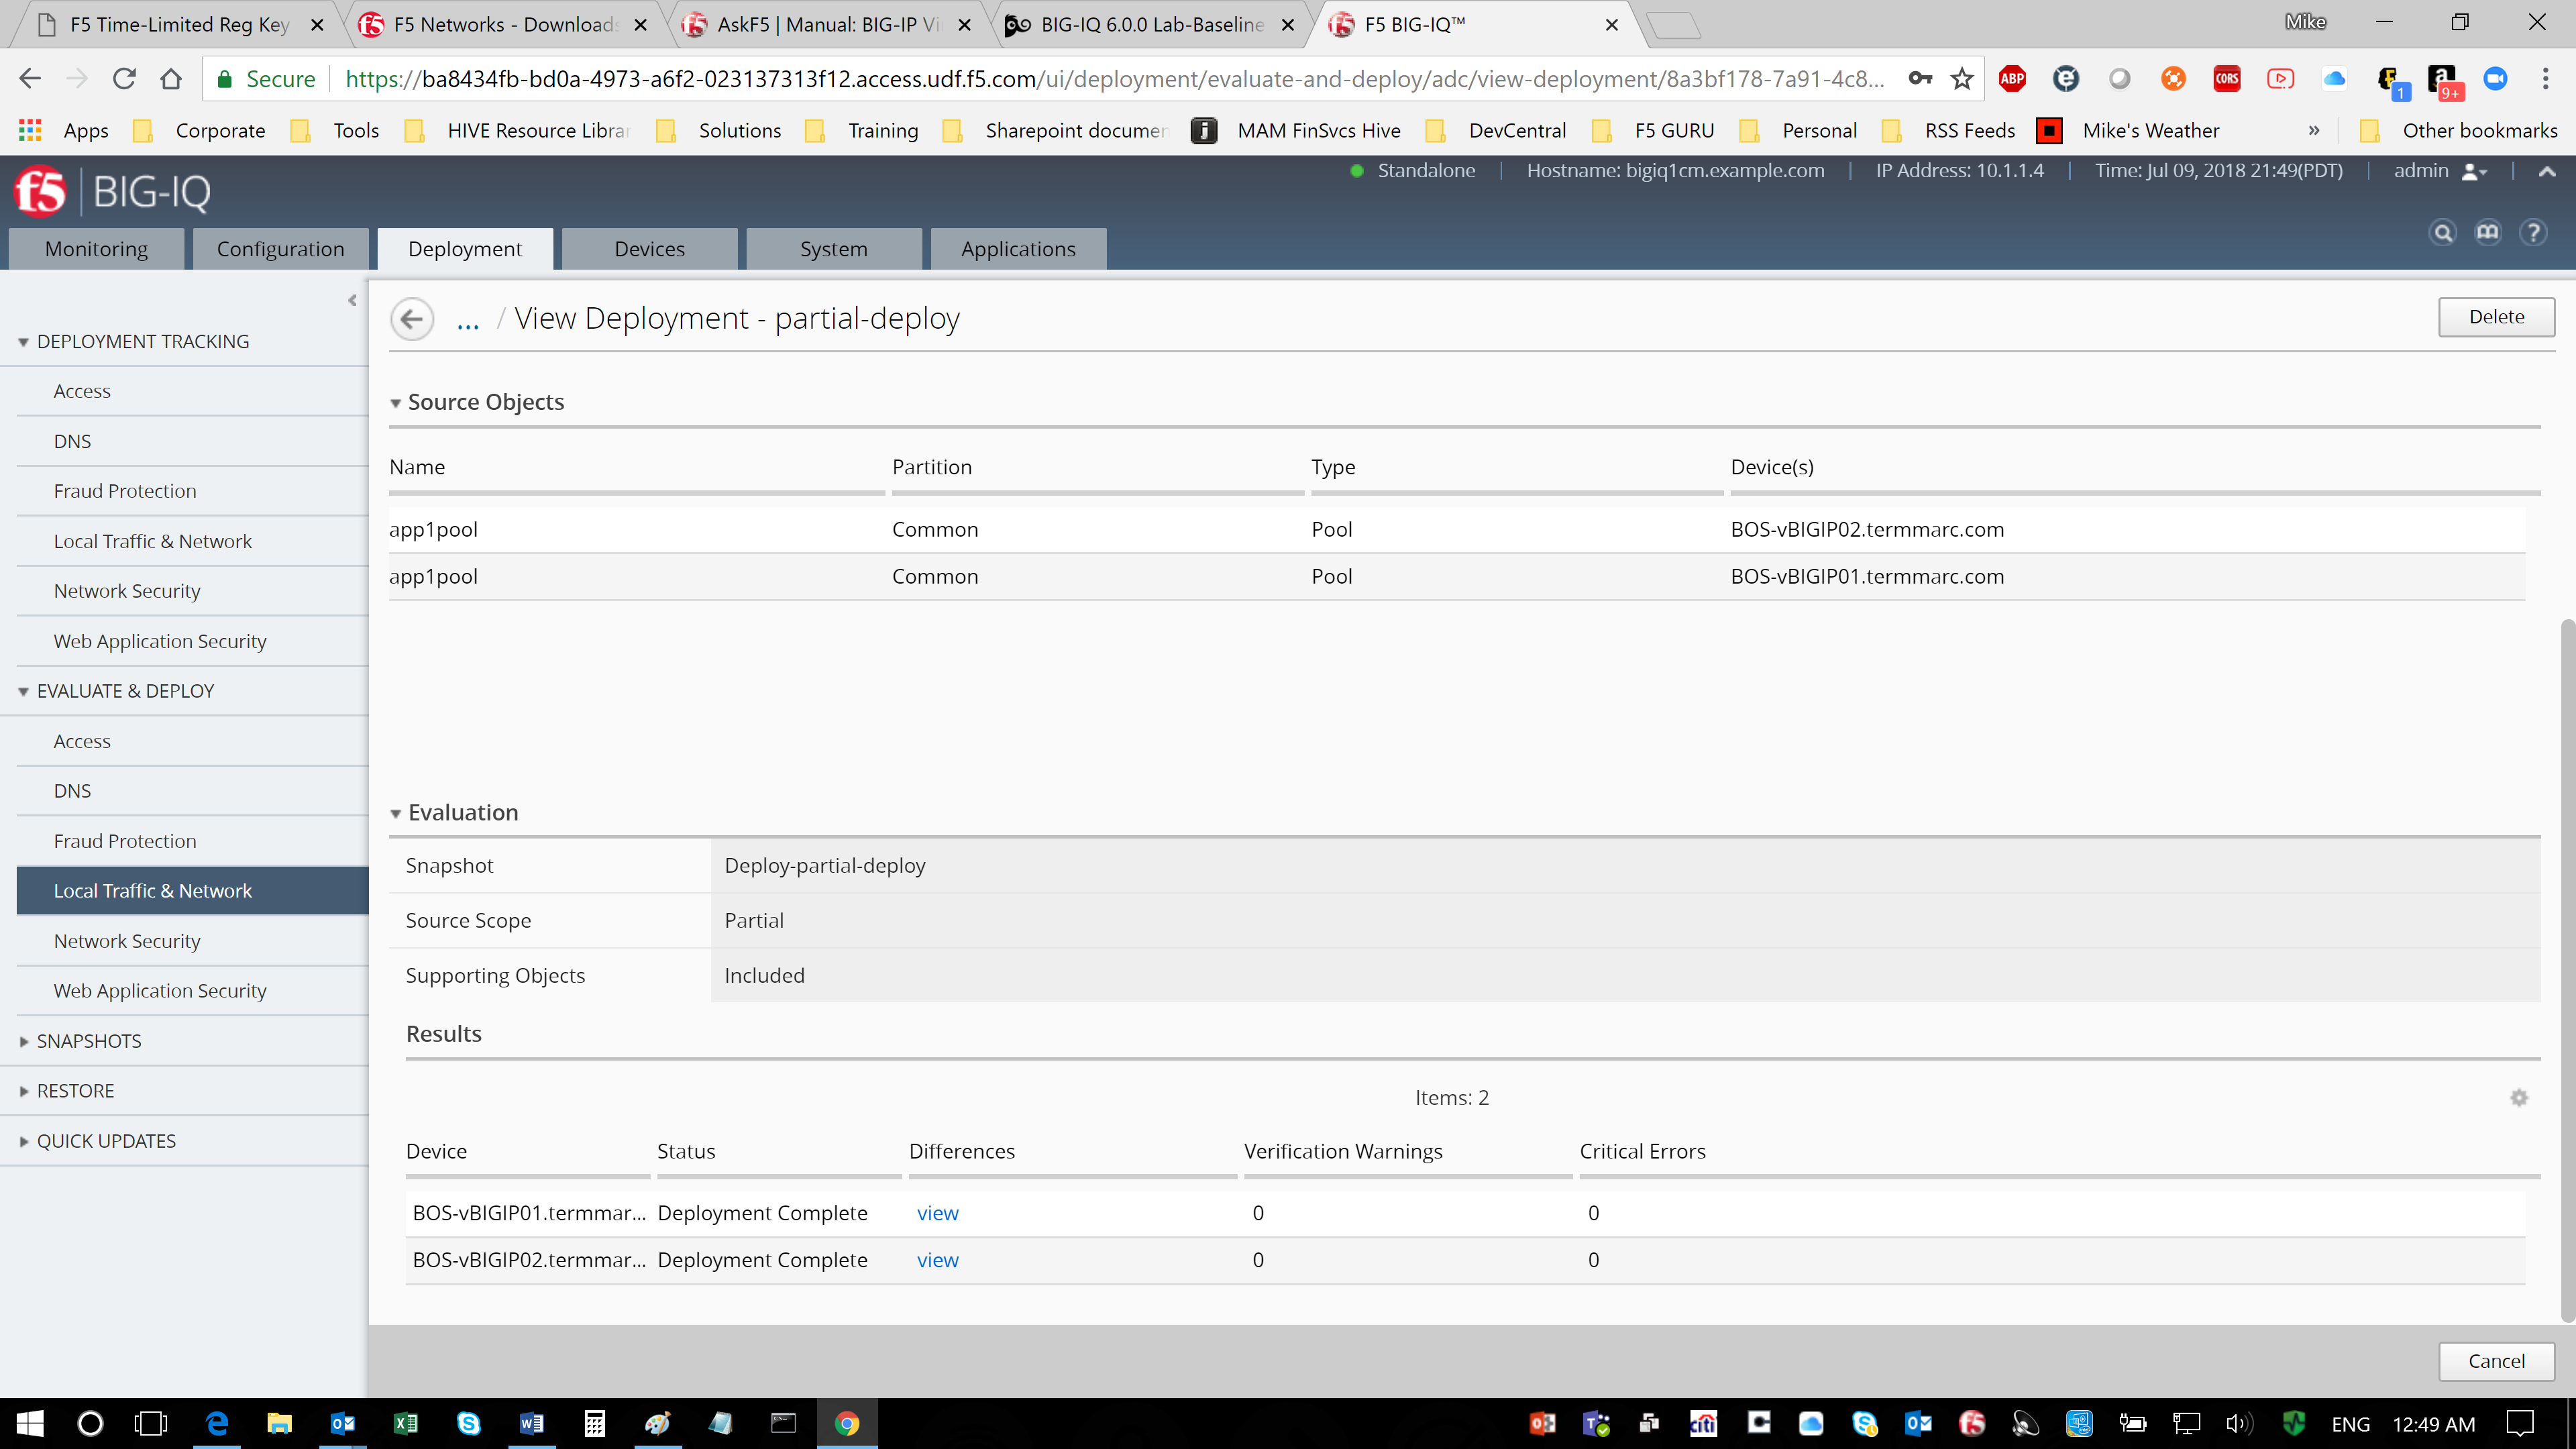 F5 Time-Limited Reg Key
F5 Networks - Downloads
AskF5 | Manual: BIG-IP Vi
BIG-IQ 6.0.0 Lab-Baseline
F5 BIG-IQ™
Mike
Secure
https://ba8434fb-bd0a-4973-a6f2-023137313f12.access.udf.f5.com/ui/deployment/evaluate-and-deploy/adc/view-deployment/8a3bf178-7a91-4c8...
ABP
CORS
1
a
9+
Apps
Corporate
Tools
HIVE Resource Librar
Solutions
Training
Sharepoint documen
MAM FinSvcs Hive
DevCentral
F5 GURU
Personal
RSS Feeds
Mike's Weather
»
Other bookmarks
f5
BIG-IQ
Standalone
Hostname: bigiq1cm.example.com
IP Address: 10.1.1.4
Time: Jul 09, 2018 21:49(PDT)
admin
Monitoring
Configuration
Deployment
Devices
System
Applications
?
DEPLOYMENT TRACKING
Access
DNS
Fraud Protection
Local Traffic & Network
Network Security
Web Application Security
EVALUATE & DEPLOY
Access
DNS
Fraud Protection
Local Traffic & Network
Network Security
Web Application Security
SNAPSHOTS
RESTORE
QUICK UPDATES
... / View Deployment - partial-deploy
Delete
Source Objects
Name Partition Type Device(s)
app1pool Common Pool BOS-vBIGIP02.termmarc.com
app1pool Common Pool BOS-vBIGIP01.termmarc.com
Evaluation
Snapshot Deploy-partial-deploy
Source Scope Partial
Supporting Objects Included
Results
Items: 2
Device Status Differences Verification Warnings Critical Errors
BOS-vBIGIP01.termmar... Deployment Complete view 0 0
BOS-vBIGIP02.termmar... Deployment Complete view 0 0
Cancel
citi
ENG
12:49 AM